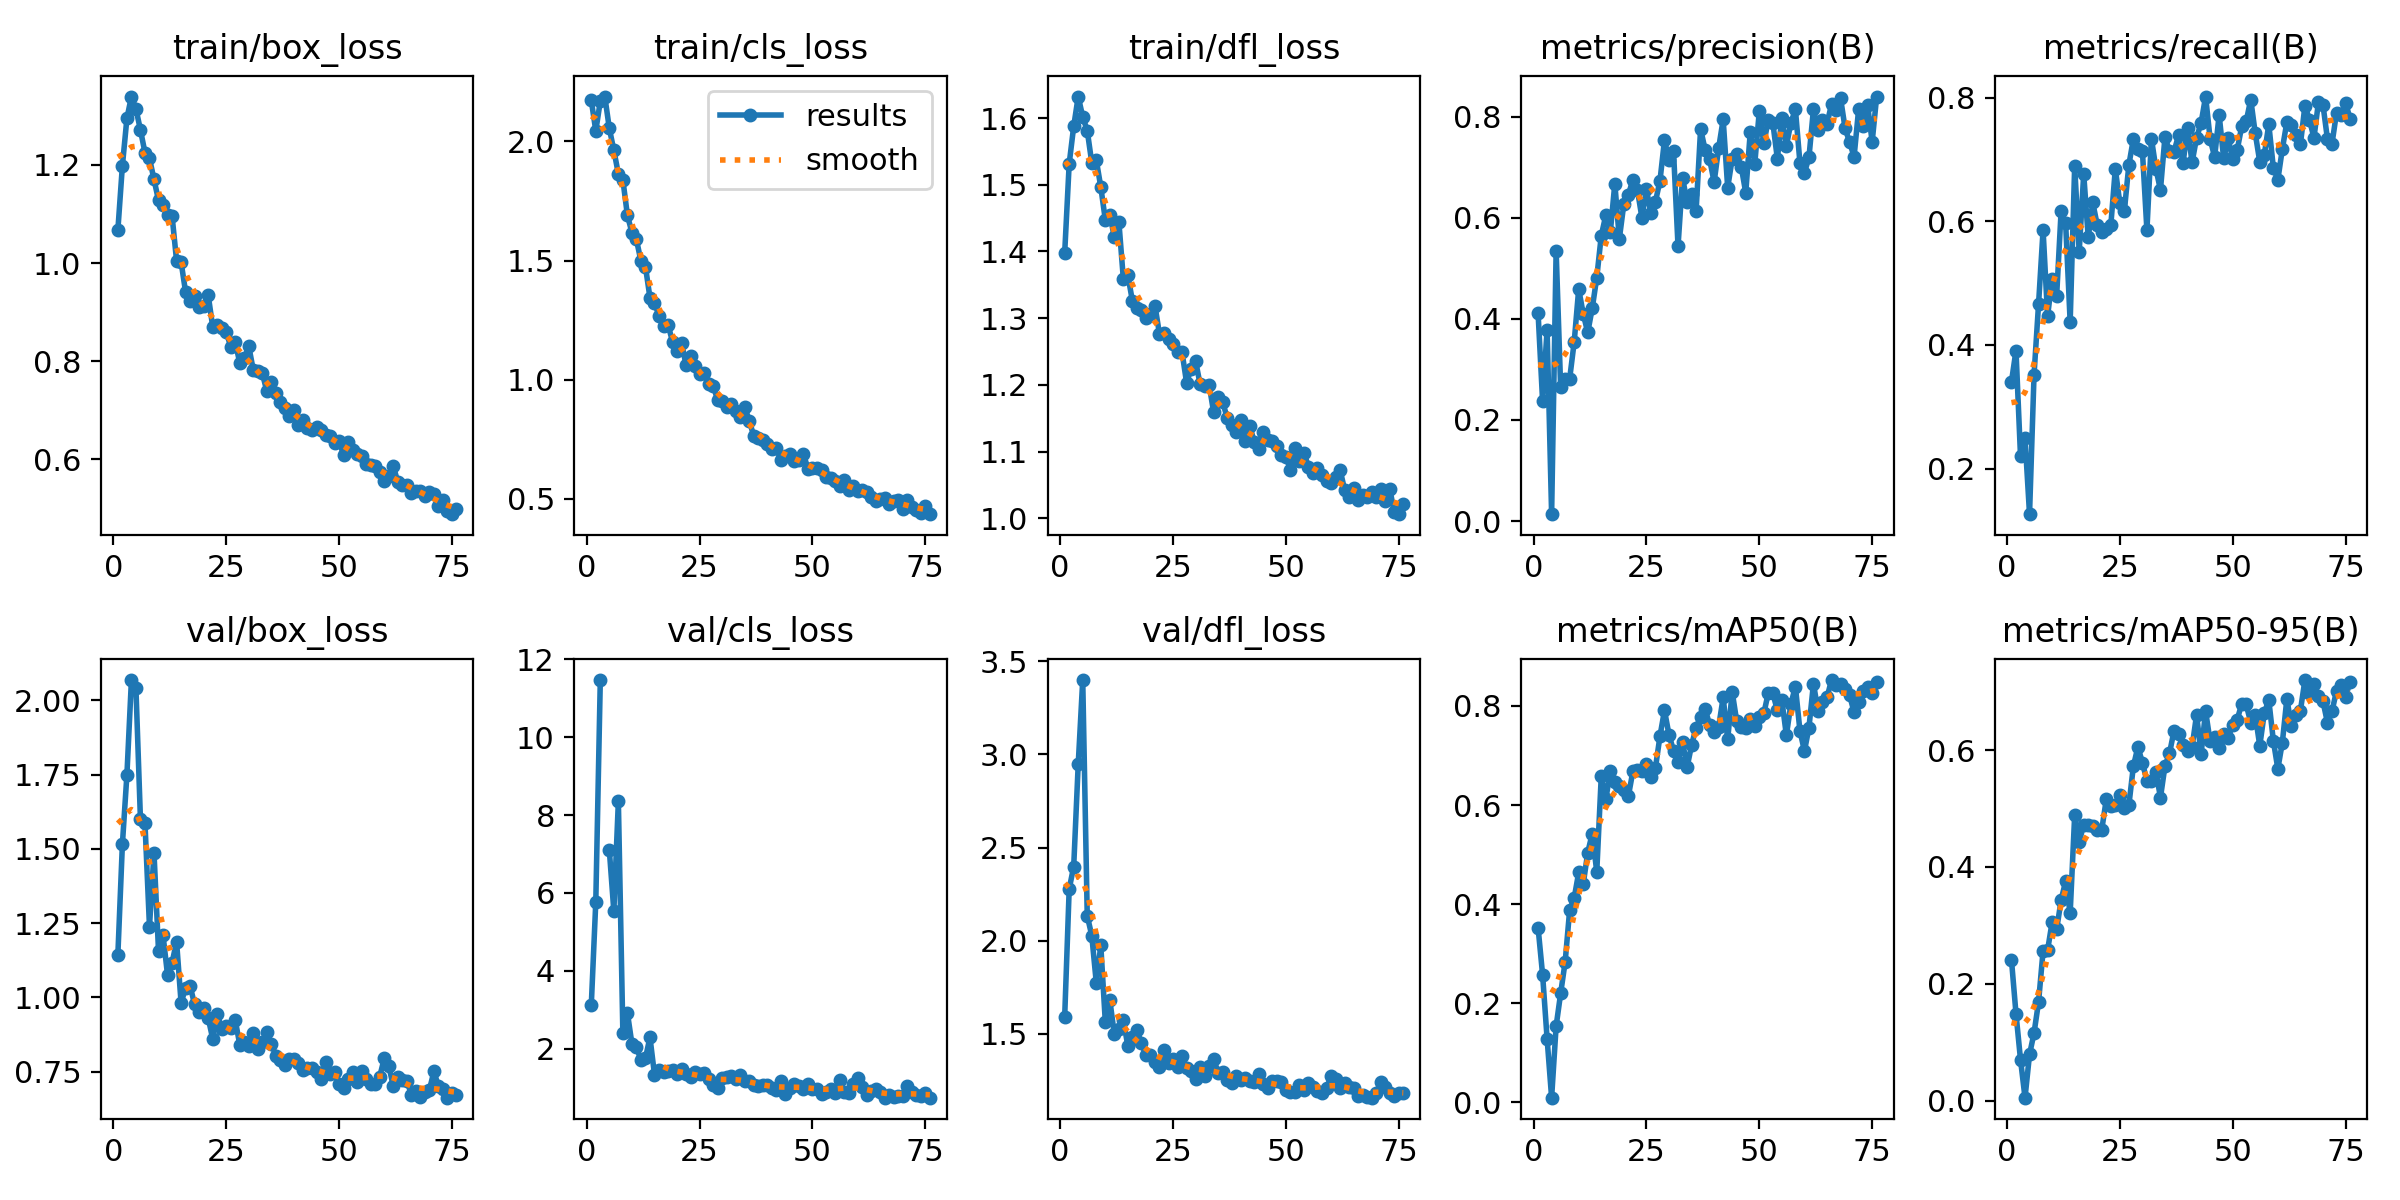 train/box_loss
1.2
1.0
0.8
0.6
0 25 50 75
train/cls_loss
results
smooth
2.0
1.5
1.0
0.5
0 25 50 75
train/dfl_loss
1.6
1.5
1.4
1.3
1.2
1.1
1.0
0 25 50 75
metrics/precision(B)
0.8
0.6
0.4
0.2
0.0
0 25 50 75
metrics/recall(B)
0.8
0.6
0.4
0.2
0 25 50 75
val/box_loss
2.00
1.75
1.50
1.25
1.00
0.75
0 25 50 75
val/cls_loss
12
10
8
6
4
2
0 25 50 75
val/dfl_loss
3.5
3.0
2.5
2.0
1.5
0 25 50 75
metrics/mAP50(B)
0.8
0.6
0.4
0.2
0.0
0 25 50 75
metrics/mAP50-95(B)
0.6
0.4
0.2
0.0
0 25 50 75